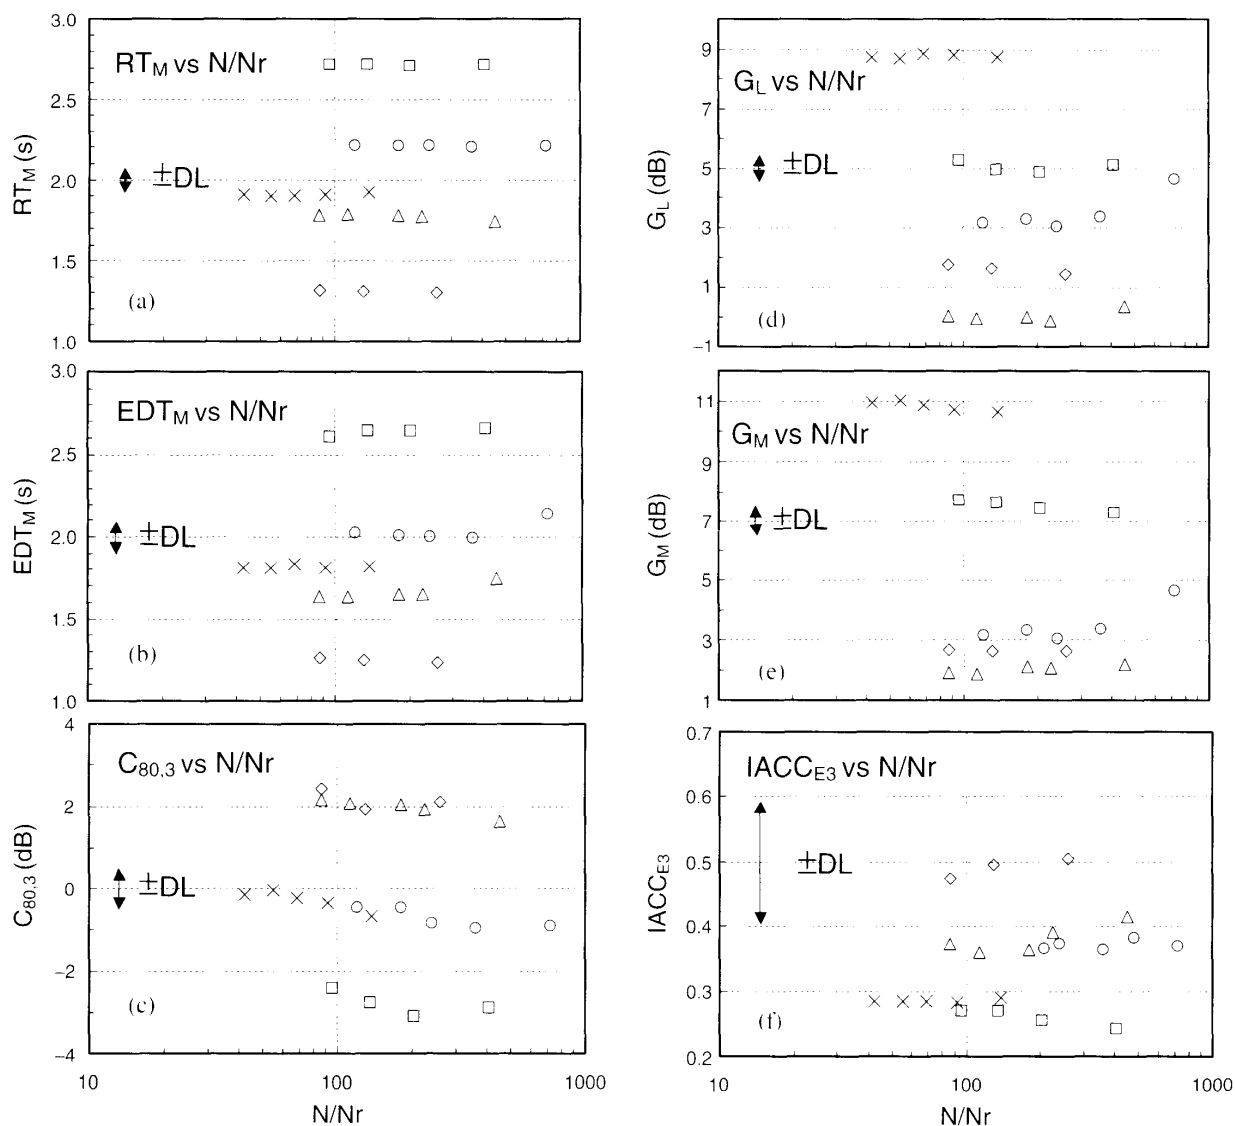 3.0
RT_M vs N/Nr
2.5
RT_M (s)
±DL
2.0
1.5
(a)
1.0
3.0
EDT_M vs N/Nr
2.5
EDT_M (s)
±DL
2.0
1.5
(b)
1.0
4
C_80,3 vs N/Nr
2
C_80,3 (dB)
±DL
0
−2
(c)
−4
10 100 1000
N/Nr
9
G_L vs N/Nr
7
G_L (dB)
5
±DL
3
1
(d)
−1
11
G_M vs N/Nr
9
G_M (dB)
7
±DL
5
3
(e)
1
0.7
IACC_E3 vs N/Nr
0.6
IACC_E3
±DL
0.5
0.4
0.3
(f)
0.2
10 100 1000
N/Nr